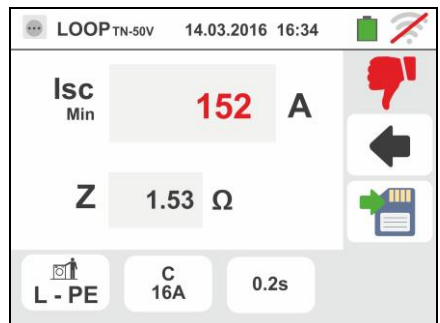 LOOP TN-50V 14.03.2016 16:34
Isc
Min
152 A
Z 1.53 Ω
L - PE
C
16A
0.2s